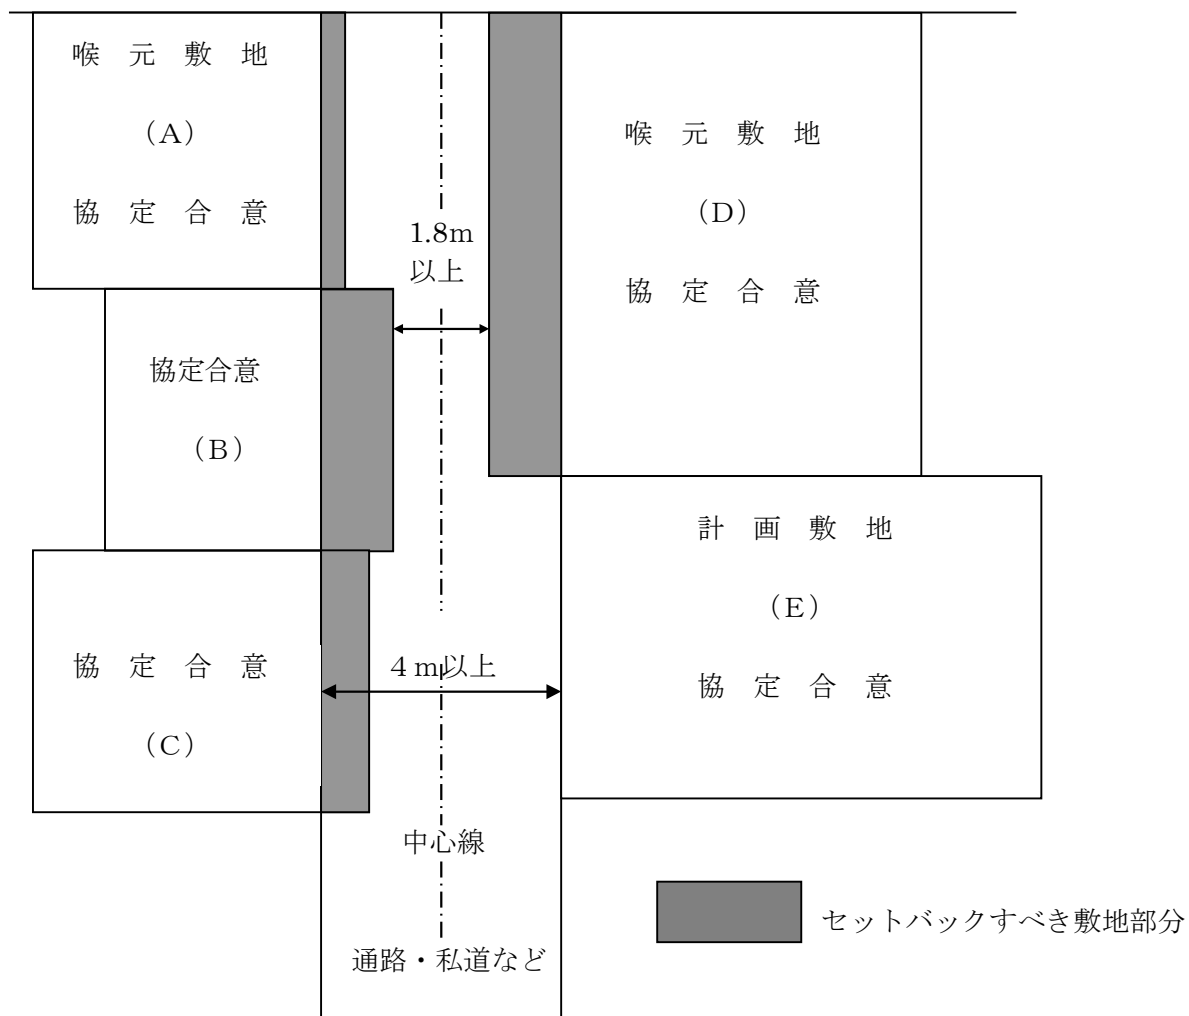 喉 元 敷 地
（A）
協 定 合 意
協定合意
（B）
協 定 合 意
（C）
1.8m
以上
４ｍ以上
中心線
通路・私道など
喉 元 敷 地
（D）
協 定 合 意
計 画 敷 地
（E）
協 定 合 意
セットバックすべき敷地部分